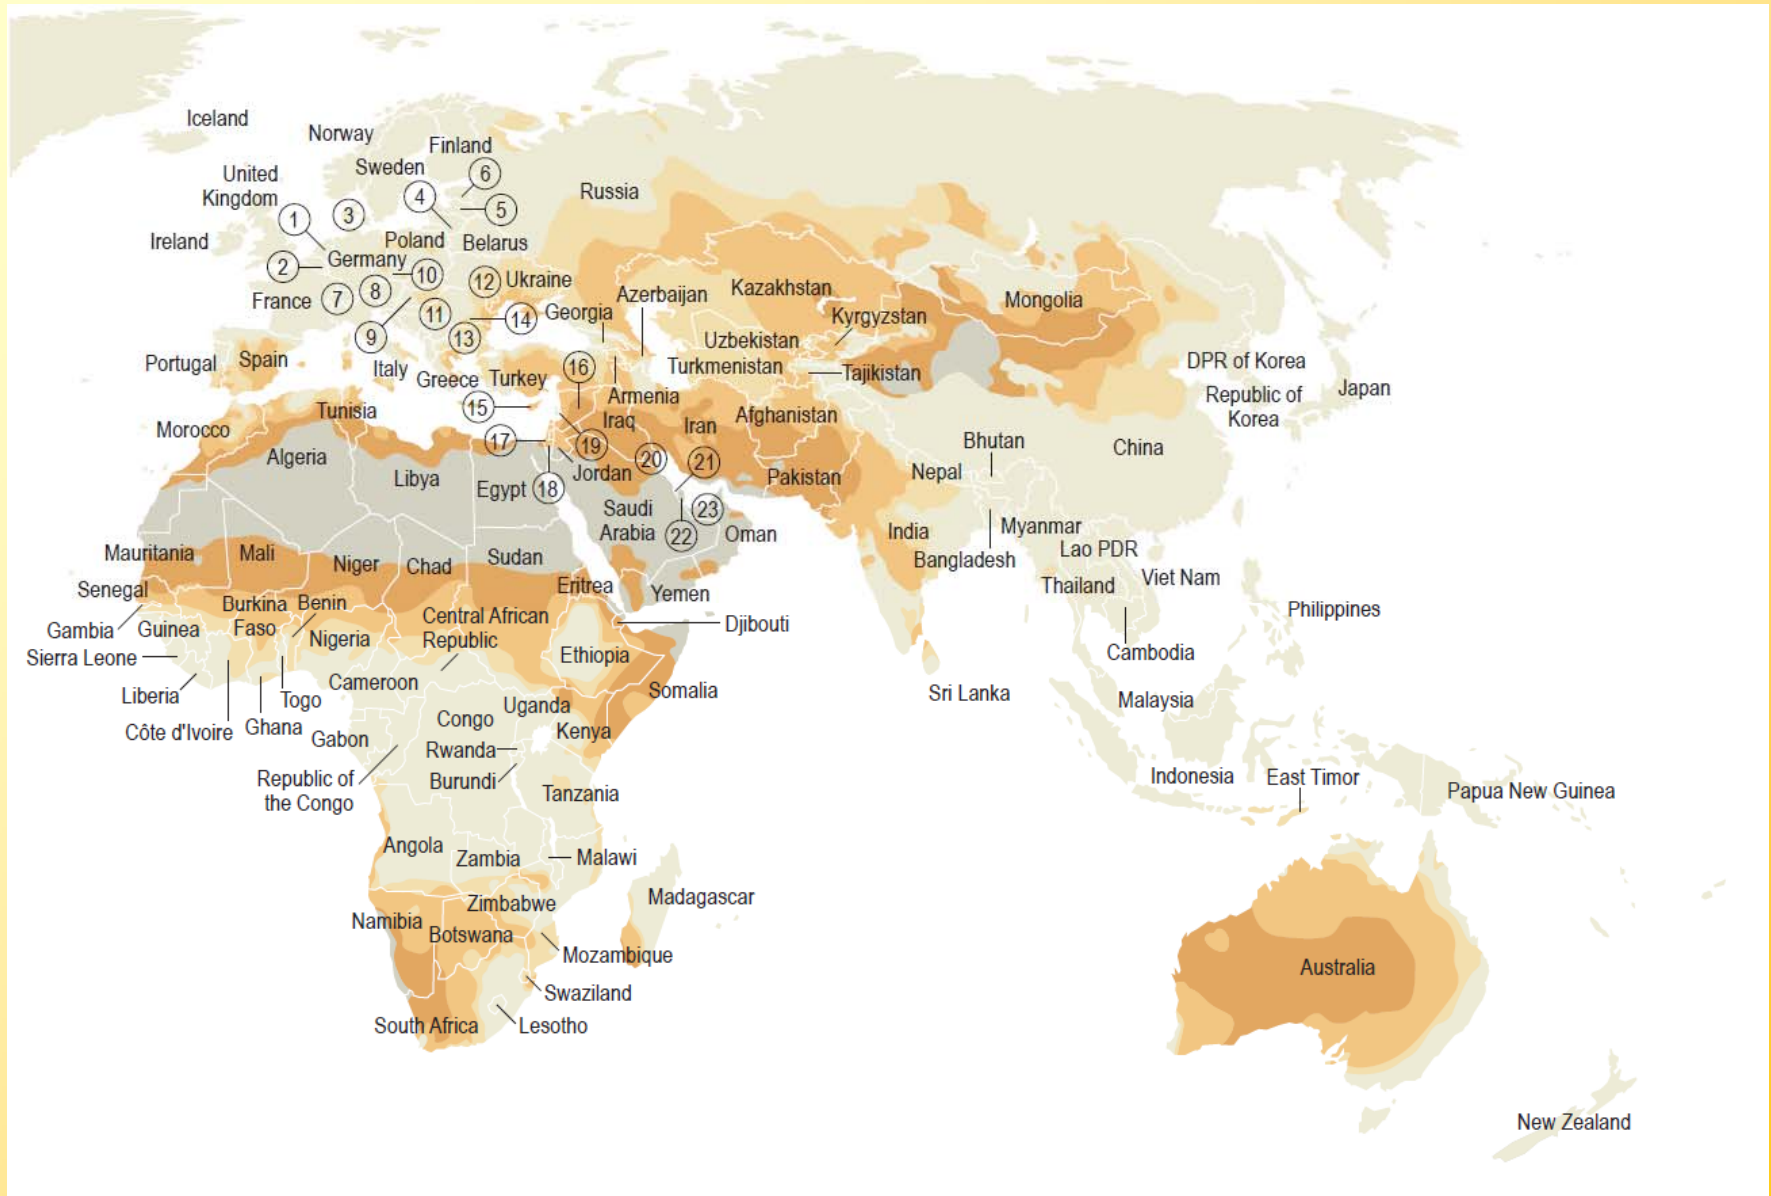 Iceland
Norway
Finland
Sweden
6
United
Kingdom
4
Russia
1
3
5
Ireland
Poland
Belarus
Germany
2
10
12
Ukraine
8
France
7
Azerbaijan
Kazakhstan
Mongolia
11
14
Georgia
Kyrgyzstan
9
13
Uzbekistan
Portugal
Spain
Italy
Greece
Turkey
16
Turkmenistan
Tajikistan
DPR of Korea
Republic of
Korea
Japan
15
Armenia
Tunisia
Iraq
Iran
Afghanistan
Morocco
17
19
Bhutan
China
Algeria
20
21
Libya
Jordan
Pakistan
Nepal
Egypt
18
Saudi
Arabia
23
22
Oman
India
Myanmar
Bangladesh
Lao PDR
Mauritania
Mali
Niger
Chad
Sudan
Thailand
Viet Nam
Senegal
Eritrea
Yemen
Burkina
Faso
Benin
Philippines
Gambia
Guinea
Nigeria
Central African
Republic
Djibouti
Sierra Leone
Ethiopia
Cambodia
Liberia
Togo
Cameroon
Somalia
Sri Lanka
Malaysia
Côte d'Ivoire
Ghana
Gabon
Congo
Uganda
Kenya
Rwanda
Republic of
the Congo
Burundi
Tanzania
Indonesia
East Timor
Papua New Guinea
Angola
Zambia
Malawi
Zimbabwe
Madagascar
Namibia
Botswana
Mozambique
Australia
Swaziland
South Africa
Lesotho
New Zealand